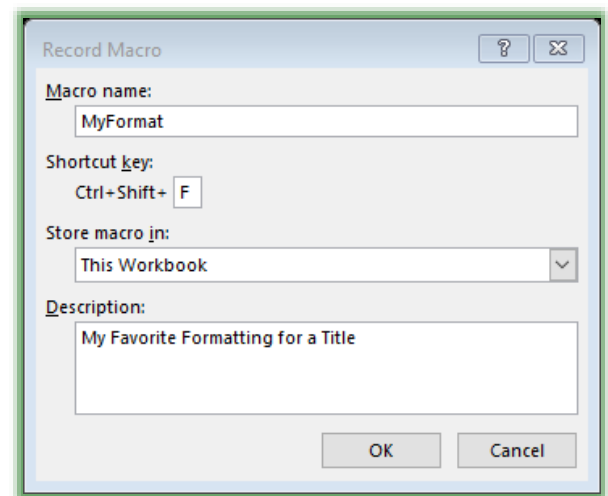 Record Macro
Macro name:
MyFormat
Shortcut key:
Ctrl+Shift+ F
Store macro in:
This Workbook
Description:
My Favorite Formatting for a Title
OK Cancel